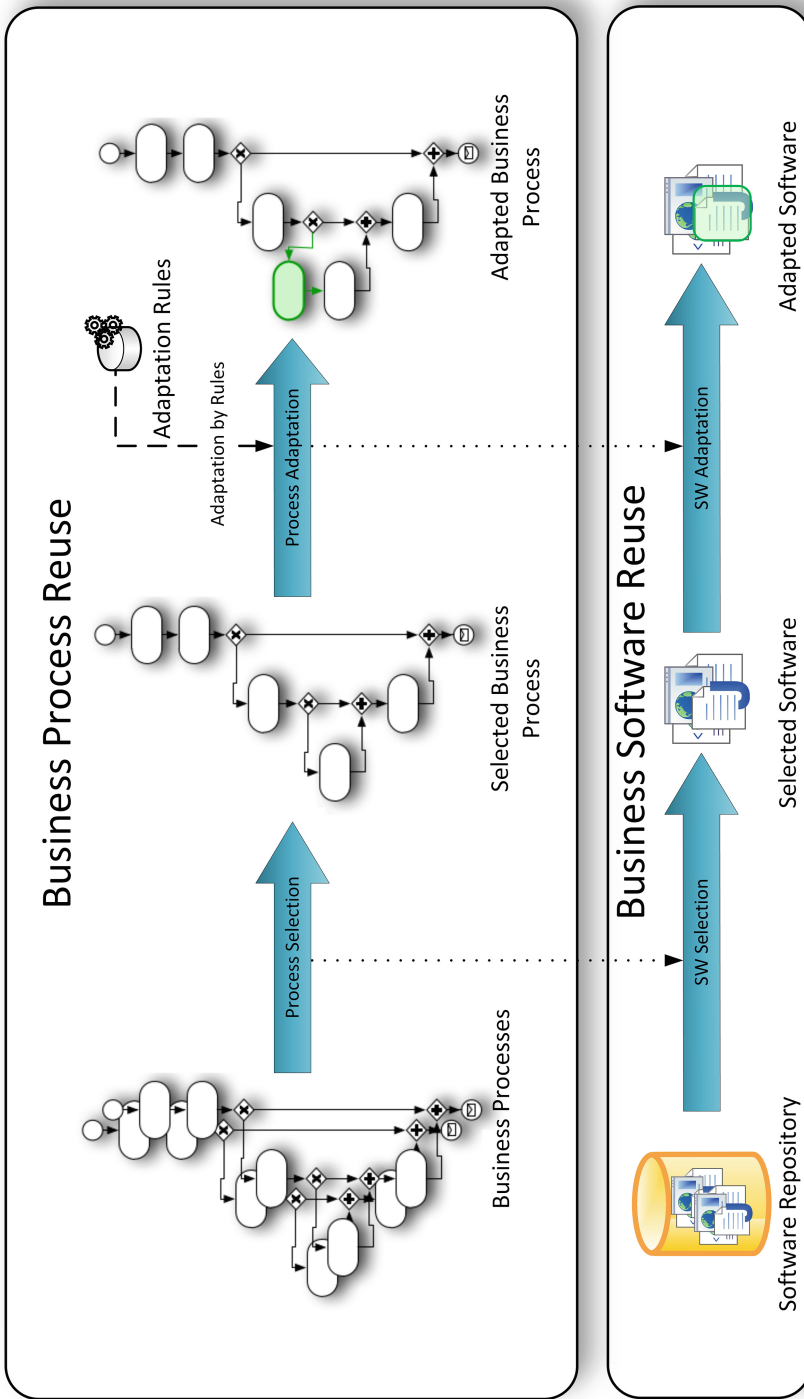 Business Process Reuse
Adaptation Rules
Adaptation by Rules
Process Selection
Process Adaptation
Business Processes
Selected Business
Process
Adapted Business
Process
Business Software Reuse
SW Selection
SW Adaptation
Software Repository
Selected Software
Adapted Software